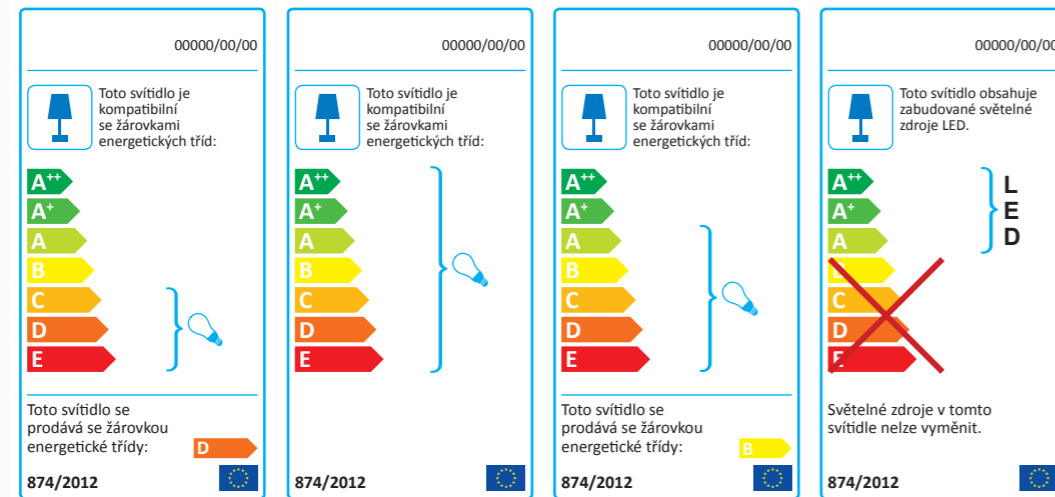 00000/00/00
Toto svítidlo je
kompatibilní
se žárovkami
energetických tříd:
A++
A+
A
B
C
D
E
Toto svítidlo se
prodává se žárovkou
energetické třídy:
D
874/2012
00000/00/00
Toto svítidlo je
kompatibilní
se žárovkami
energetických tříd:
A++
A+
A
B
C
D
E
874/2012
00000/00/00
Toto svítidlo je
kompatibilní
se žárovkami
energetických tříd:
A++
A+
A
B
C
D
E
Toto svítidlo se
prodává se žárovkou
energetické třídy:
B
874/2012
00000/00/00
Toto svítidlo obsahuje
zabudované světelné
zdroje LED.
A++
A+
A
B
C
D
E
L
E
D
Světelné zdroje v tomto
svítidle nelze vyměnit.
874/2012